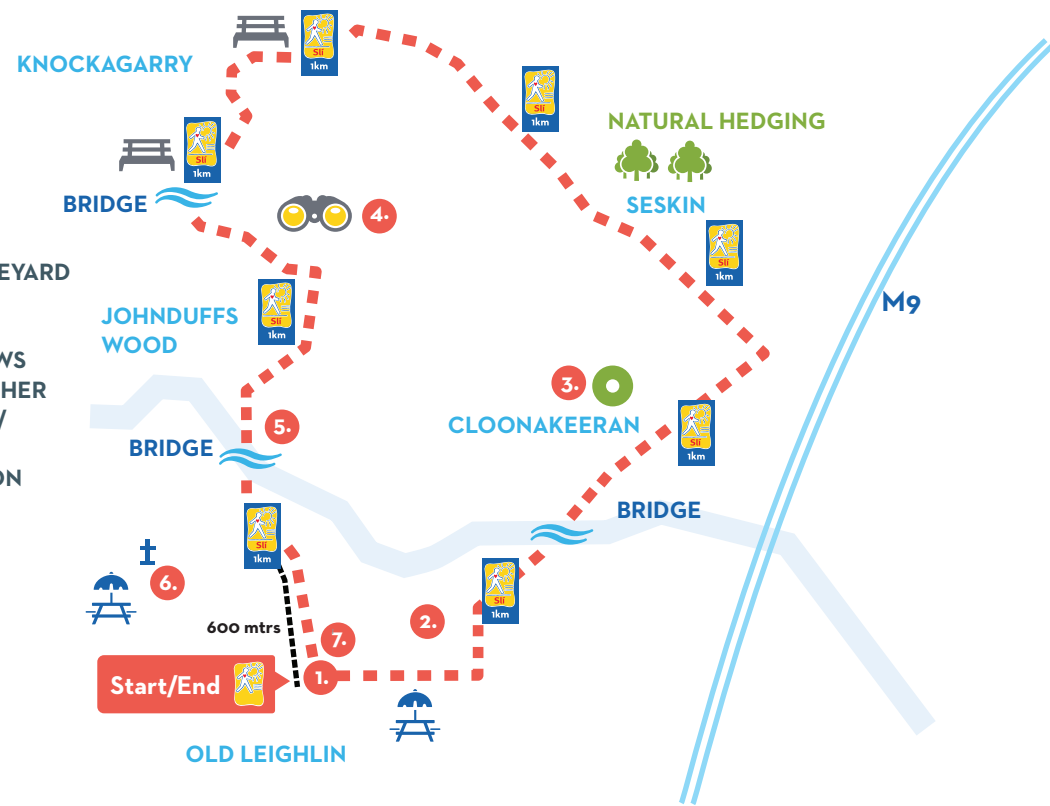 Slí
1km
KNOCKAGARRY
Slí
1km
NATURAL HEDGING
Slí
1km
BRIDGE
SESKIN
4.
Slí
1km
EYARD
M9
JOHNDUFFS
WOOD
Slí
1km
WS
HER
/
ON
3.
CLOONAKEERAN
Slí
1km
5.
BRIDGE
BRIDGE
Slí
1km
Slí
1km
6.
600 mtrs
2.
7.
Start/End
1.
OLD LEIGHLIN